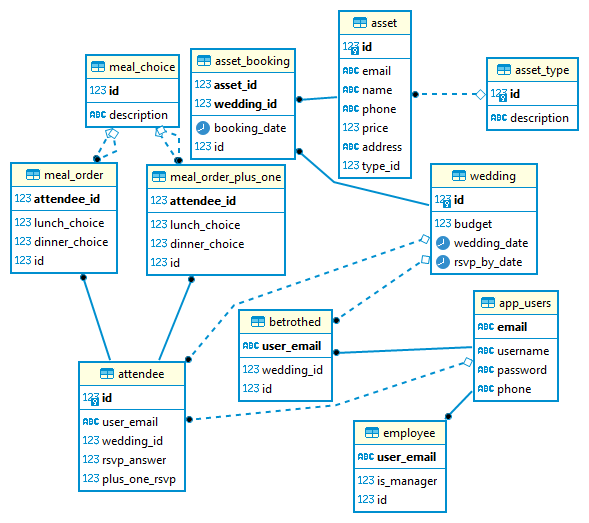 meal_choice
123 id
ABC description
asset_booking
123 asset_id
123 wedding_id
booking_date
123 id
asset
123 id
ABC email
ABC name
ABC phone
123 price
ABC address
123 type_id
asset_type
123 id
ABC description
meal_order
123 attendee_id
123 lunch_choice
123 dinner_choice
123 id
meal_order_plus_one
123 attendee_id
123 lunch_choice
123 dinner_choice
123 id
wedding
123 id
123 budget
wedding_date
rsvp_by_date
betrothed
ABC user_email
123 wedding_id
123 id
app_users
ABC email
ABC username
ABC password
ABC phone
attendee
123 id
ABC user_email
123 wedding_id
123 rsvp_answer
123 plus_one_rsvp
employee
ABC user_email
123 is_manager
123 id